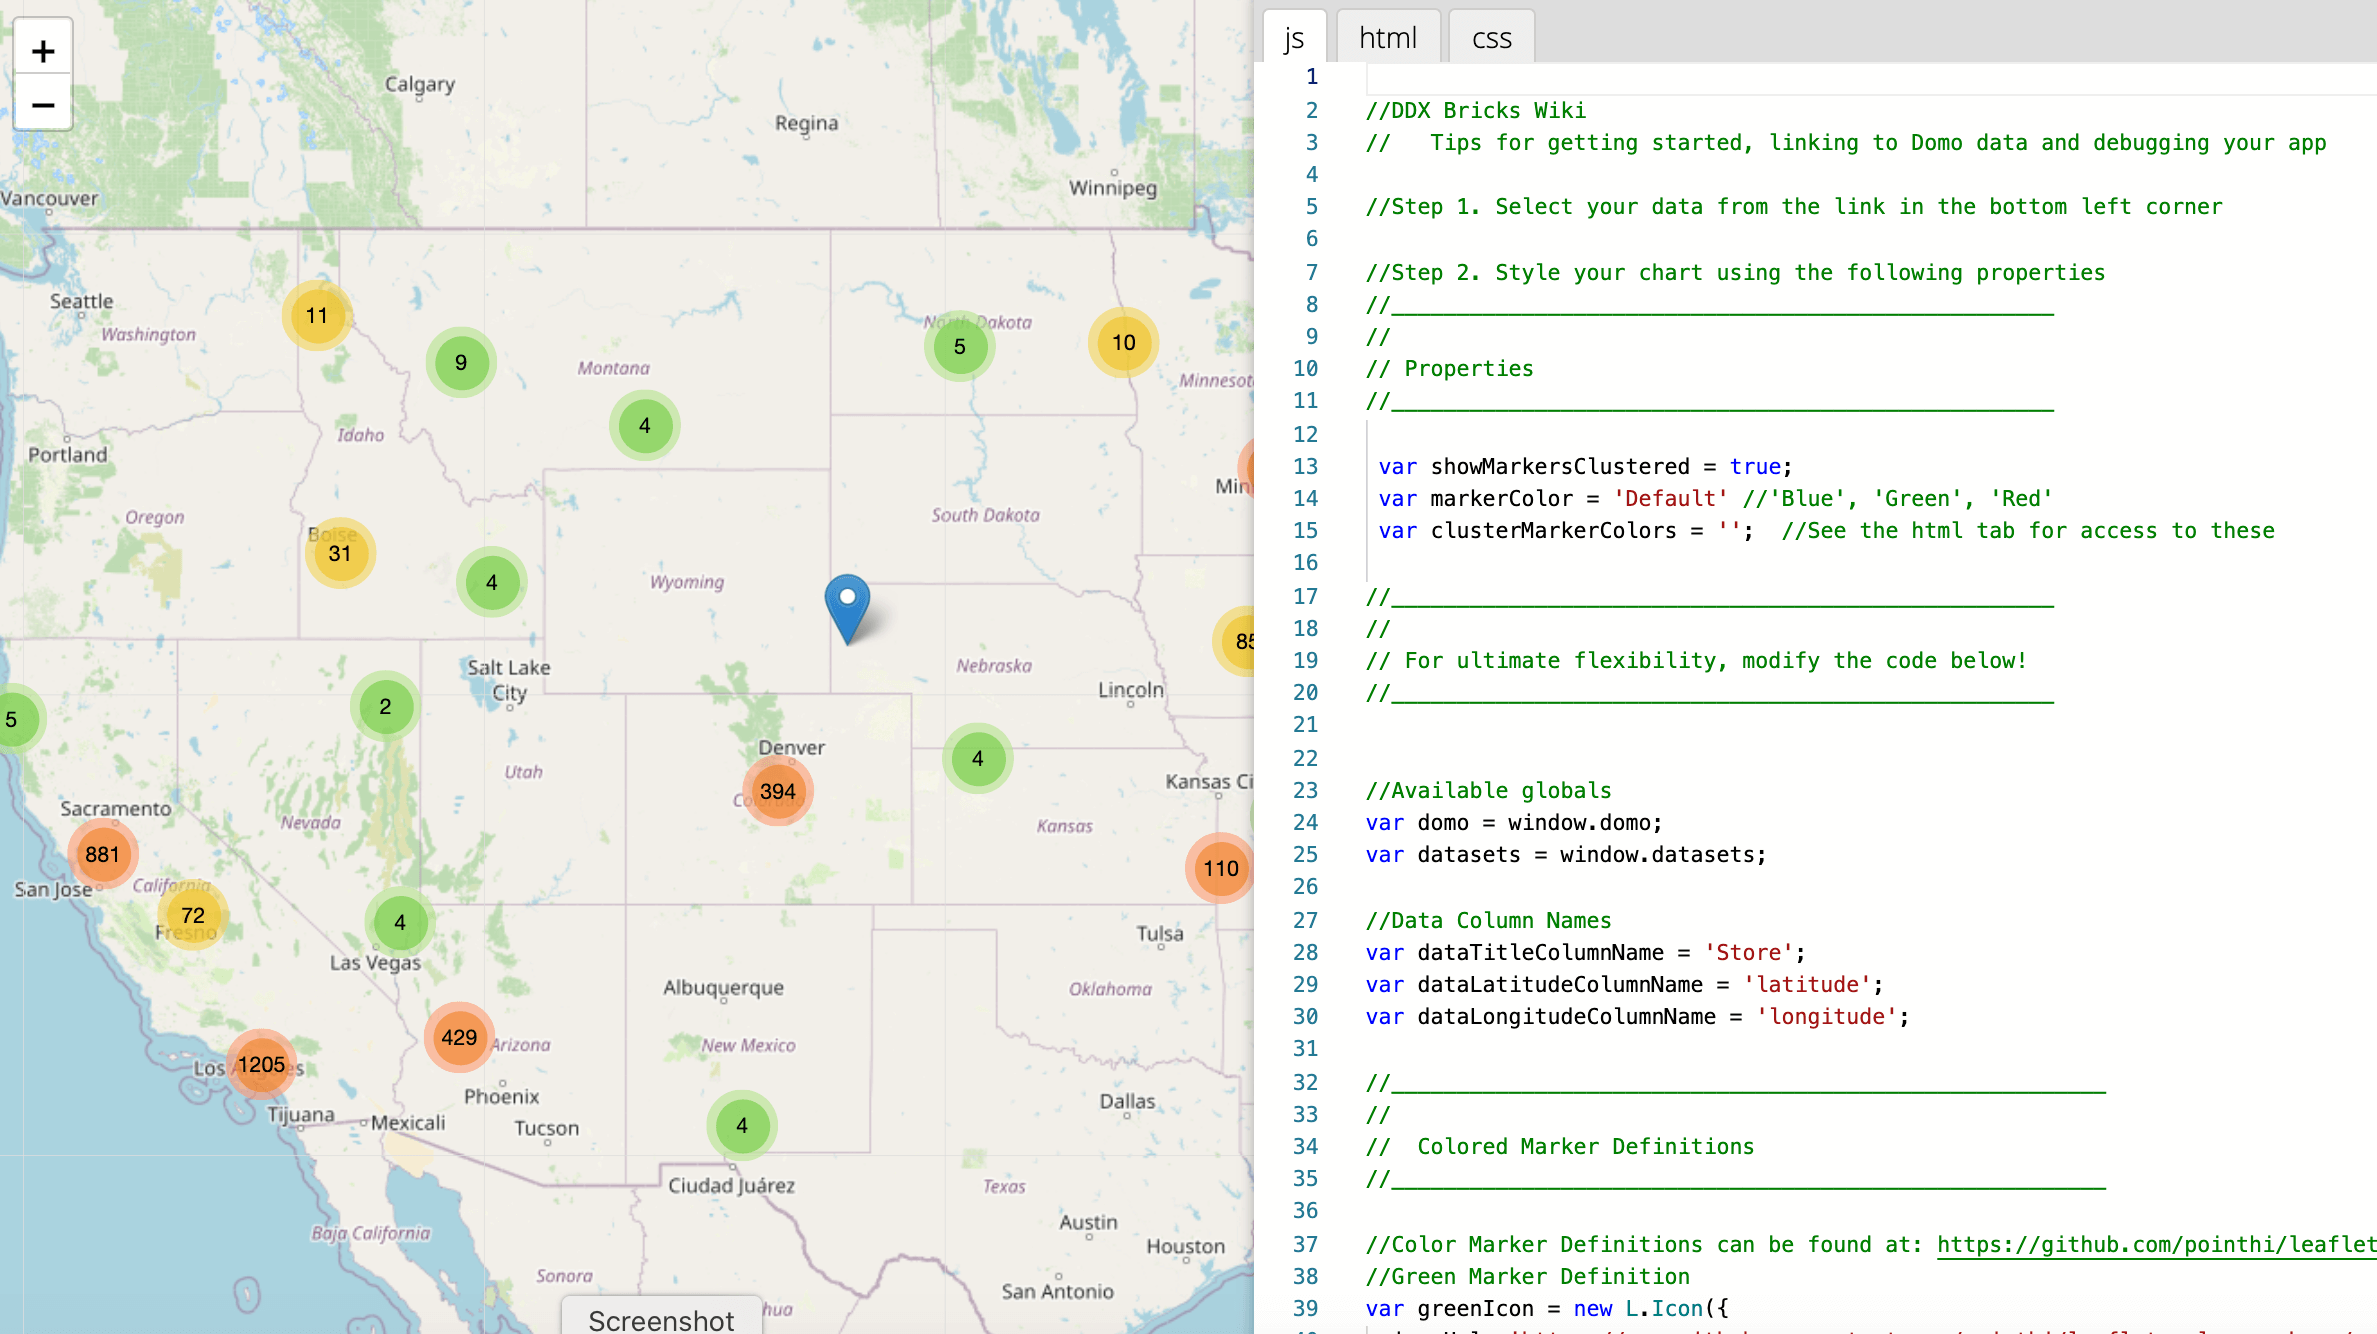 +
−
Calgary
Regina
Winnipeg
Vancouver
Seattle
Washington
11
9
Montana
4
North Dakota
5
10
Minnesot
Idaho
Portland
Min
Oregon
Boise
31
4
Wyoming
South Dakota
85
Salt Lake
City
Nebraska
Lincoln
5
2
Denver
394
Utah
4
Kansas Ci
Sacramento
Nevada
Kansas
881
San Jose
California
110
72
Fresno
4
Las Vegas
Tulsa
Albuquerque
Oklahoma
429
Arizona
New Mexico
1205
Phoenix
Dallas
Tijuana
Mexicali
Tucson
4
Ciudad Juárez
Texas
Austin
Baja California
Houston
Sonora
San Antonio
hua
Screenshot
js html css
1
2 //DDX Bricks Wiki
3 //   Tips for getting started, linking to Domo data and debugging your app
4
5 //Step 1. Select your data from the link in the bottom left corner
6
7 //Step 2. Style your chart using the following properties
8 //___________________________________________________
9 //
10 // Properties
11 //___________________________________________________
12
13 var showMarkersClustered = true;
14 var markerColor = 'Default' //'Blue', 'Green', 'Red'
15 var clusterMarkerColors = '';  //See the html tab for access to these
16
17 //___________________________________________________
18 //
19 // For ultimate flexibility, modify the code below!
20 //___________________________________________________
21
22
23 //Available globals
24 var domo = window.domo;
25 var datasets = window.datasets;
26
27 //Data Column Names
28 var dataTitleColumnName = 'Store';
29 var dataLatitudeColumnName = 'latitude';
30 var dataLongitudeColumnName = 'longitude';
31
32 //_______________________________________________________
33 //
34 //  Colored Marker Definitions
35 //_______________________________________________________
36
37 //Color Marker Definitions can be found at: https://github.com/pointhi/leaflet
38 //Green Marker Definition
39 var greenIcon = new L.Icon({